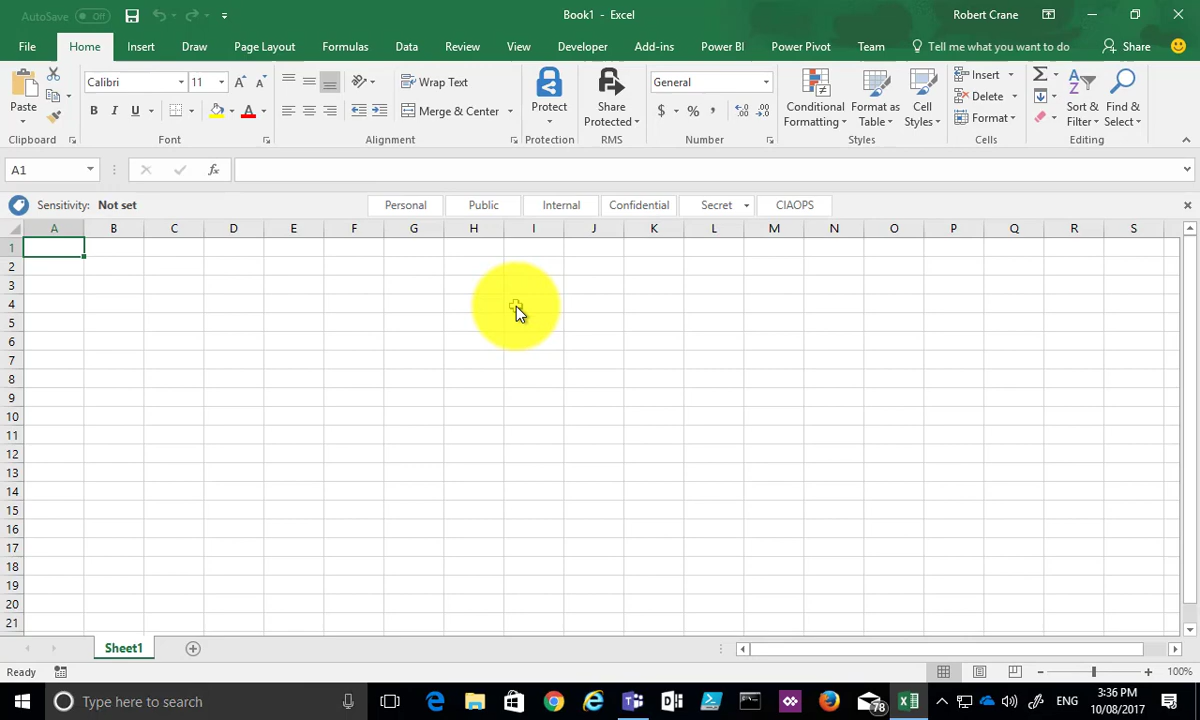 AutoSave Off Book1 - Excel Robert Crane
File Home Insert Draw Page Layout Formulas Data Review View Developer Add-ins Power BI Power Pivot Team Tell me what you want to do Share
Paste Calibri 11 A A Wrap Text General Insert
B I U A Merge & Center $ % , Delete
Protect Share Protected Conditional Formatting Format as Table Cell Styles Format Sort & Filter Find & Select
Clipboard Font Alignment Protection RMS Number Styles Cells Editing
A1 fx
Sensitivity: Not set Personal Public Internal Confidential Secret CIAOPS
A B C D E F G H I J K L M N O P Q R S
1
2
3
4
5
6
7
8
9
10
11
12
13
14
15
16
17
18
19
20
21
Sheet1
Ready 100%
Type here to search 78 ENG 3:36 PM
10/08/2017